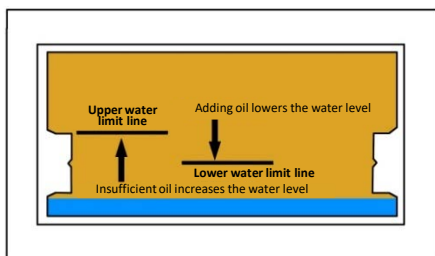 Upper water
limit line
Adding oil lowers the water level
Lower water limit line
Insufficient oil increases the water level